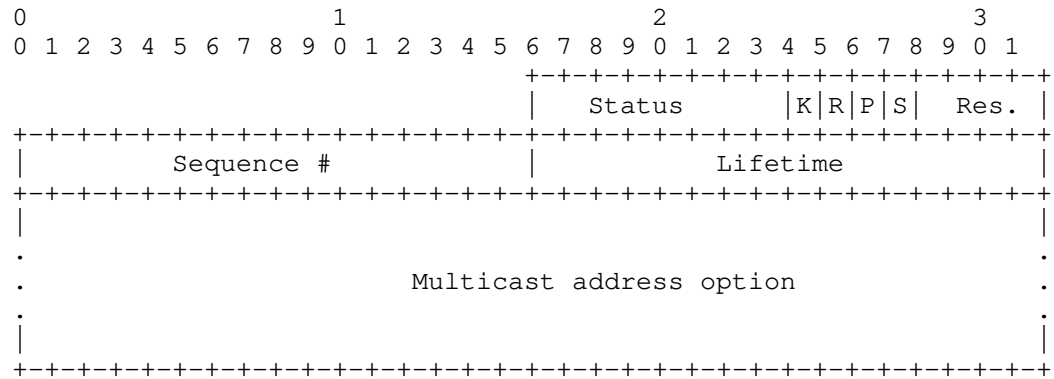 0                   1                   2                   3
0 1 2 3 4 5 6 7 8 9 0 1 2 3 4 5 6 7 8 9 0 1 2 3 4 5 6 7 8 9 0 1
                                +-+-+-+-+-+-+-+-+-+-+-+-+-+-+-+-+
                                |   Status      |K|R|P|S|  Res. |
+-+-+-+-+-+-+-+-+-+-+-+-+-+-+-+-+-+-+-+-+-+-+-+-+-+-+-+-+-+-+-+-+
|         Sequence #            |           Lifetime            |
+-+-+-+-+-+-+-+-+-+-+-+-+-+-+-+-+-+-+-+-+-+-+-+-+-+-+-+-+-+-+-+-+
|                                                               |
.                                                               .
.                        Multicast address option               .
.                                                               .
|                                                               |
+-+-+-+-+-+-+-+-+-+-+-+-+-+-+-+-+-+-+-+-+-+-+-+-+-+-+-+-+-+-+-+-+